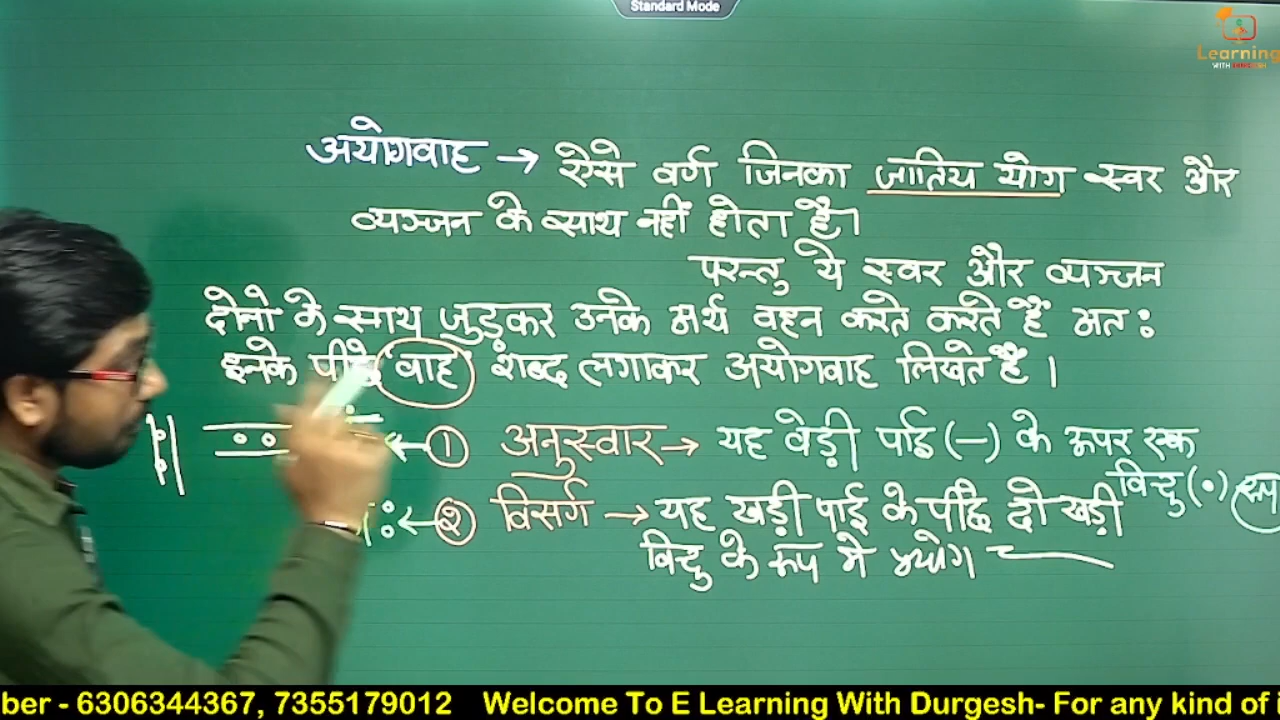 Standard Mode
Learning
WITH DURGESH
अयोगवाह → ऐसे वर्ण जिनका जातिय योग स्वर और
व्यञ्जन के साथ नहीं होता है।
परन्तु ये स्वर और व्यञ्जन
दोनो के साथ जुड़कर उनके अर्थ वहन करते करते हैं अतः
इनके पीछे 'वाह' शब्द लगाकर अयोगवाह लिखते हैं।
← ① अनुस्वार → यह वेड़ी पाई (—) के ऊपर एक
विन्दु (•) रूप
: ← ② विसर्ग → यह खड़ी पाई के पीछे दो खड़ी
विन्दु के रूप मे प्रयोग
ber - 6306344367, 7355179012 Welcome To E Learning With Durgesh- For any kind of i